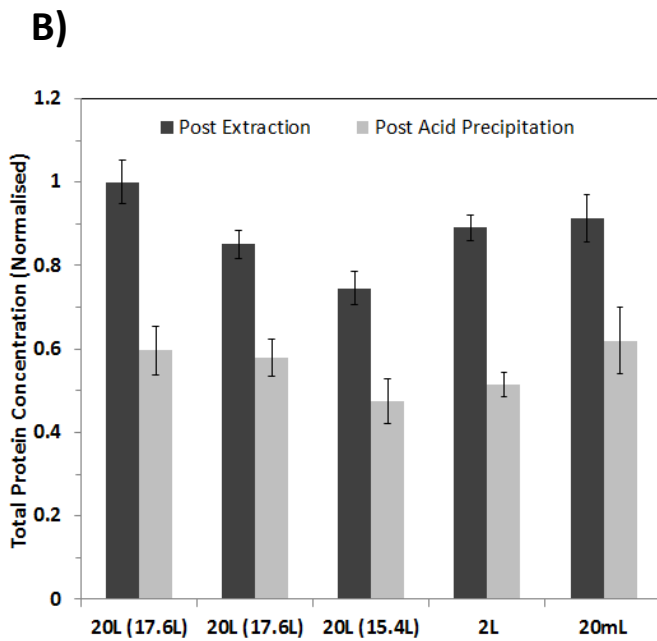 B)
1.2
Post Extraction Post Acid Precipitation
1
0.8
0.6
0.4
0.2
0
Total Protein Concentration (Normalised)
20L (17.6L) 20L (17.6L) 20L (15.4L) 2L 20mL